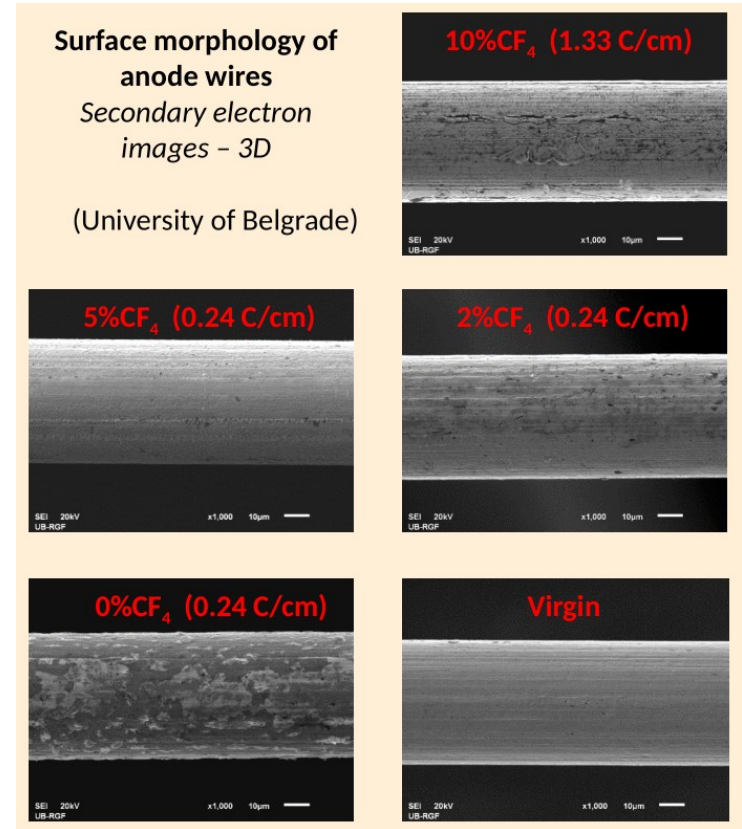 Surface morphology of
anode wires
Secondary electron
images – 3D
(University of Belgrade)
10%CF₄ (1.33 C/cm)
SEI 20kV x1,000 10µm
UB-RGF
5%CF₄ (0.24 C/cm)
SEI 20kV x1,000 10µm
UB-RGF
2%CF₄ (0.24 C/cm)
SEI 20kV x1,000 10µm
UB-RGF
0%CF₄ (0.24 C/cm)
SEI 20kV x1,000 10µm
UB-RGF
Virgin
SEI 20kV x1,000 10µm
UB-RGF